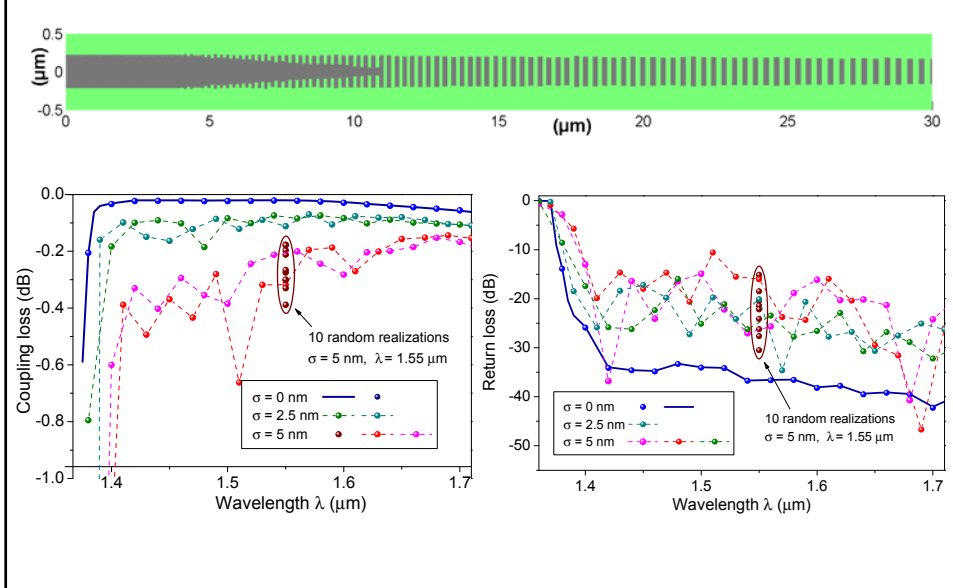 0.5
0
-0.5
(µm)
0 5 10 15 20 25 30
(µm)
0.0
-0.2
-0.4
-0.6
-0.8
-1.0
Coupling loss (dB)
10 random realizations
σ = 5 nm, λ = 1.55 µm
σ = 0 nm
σ = 2.5 nm
σ = 5 nm
1.4 1.5 1.6 1.7
Wavelength λ (µm)
0
-10
-20
-30
-40
-50
Return loss (dB)
σ = 0 nm
σ = 2.5 nm
σ = 5 nm
10 random realizations
σ = 5 nm, λ = 1.55 µm
1.4 1.5 1.6 1.7
Wavelength λ (µm)